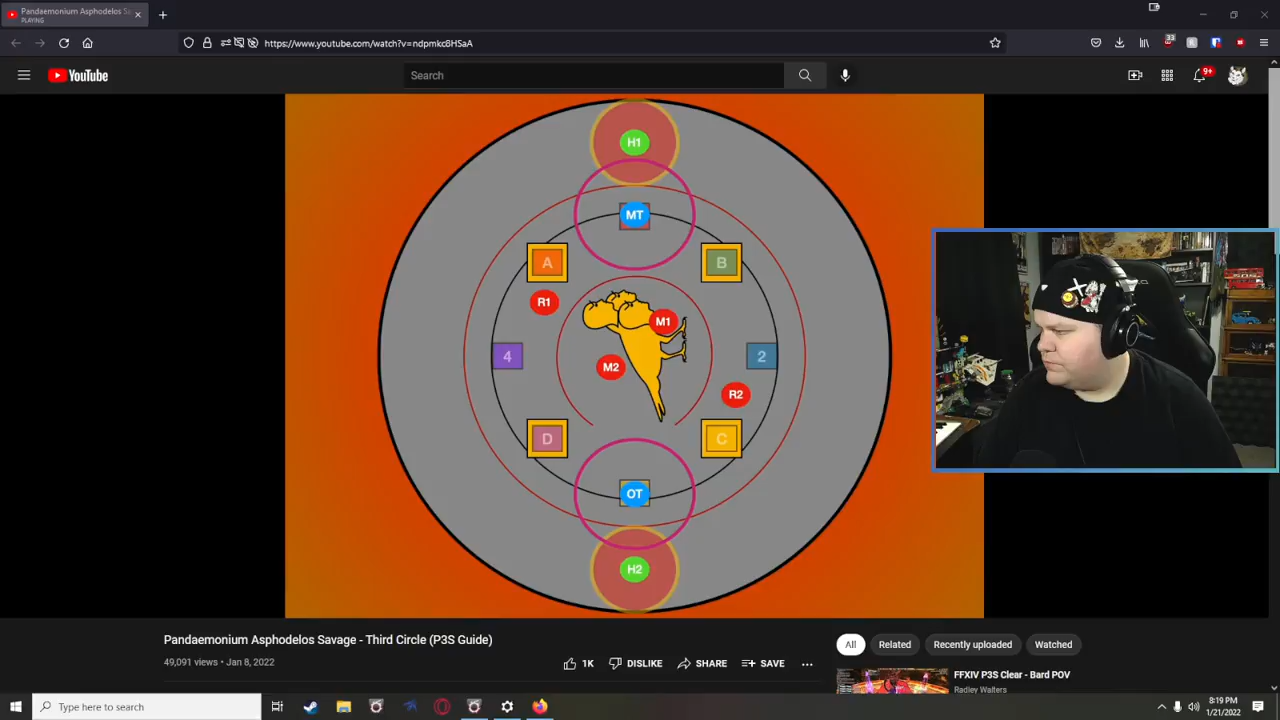 Pandaemonium Asphodelos Sa
PLAYING
https://www.youtube.com/watch?v=ndpmkc8HSaA
33
YouTube
Search
9+
H1
MT
A
B
R1
M1
4
2
M2
R2
D
C
OT
H2
Pandaemonium Asphodelos Savage - Third Circle (P3S Guide)
49,091 views • Jan 8, 2022
1K
DISLIKE
SHARE
SAVE
All
Related
Recently uploaded
Watched
FFXIV P3S Clear - Bard POV
Radley Walters
Type here to search
8:19 PM
1/21/2022